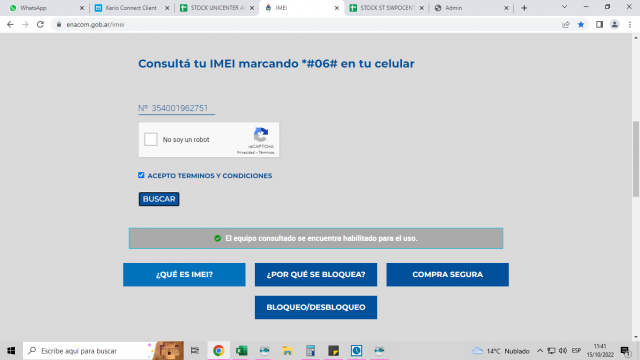 WhatsApp
Kerio Connect Client
STOCK UNICENTER
IMEI
STOCK ST SWPOCENT
Admin
enacom.gob.ar/imei
Consultá tu IMEI marcando *#06# en tu celular
Nº 354001962751
No soy un robot
reCAPTCHA
Privacidad - Términos
ACEPTO TERMINOS Y CONDICIONES
BUSCAR
El equipo consultado se encuentra habilitado para el uso.
¿QUÉ ES IMEI?
¿POR QUÉ SE BLOQUEA?
COMPRA SEGURA
BLOQUEO/DESBLOQUEO
Escribe aquí para buscar
14°C Nublado
ESP
11:41
15/10/2022